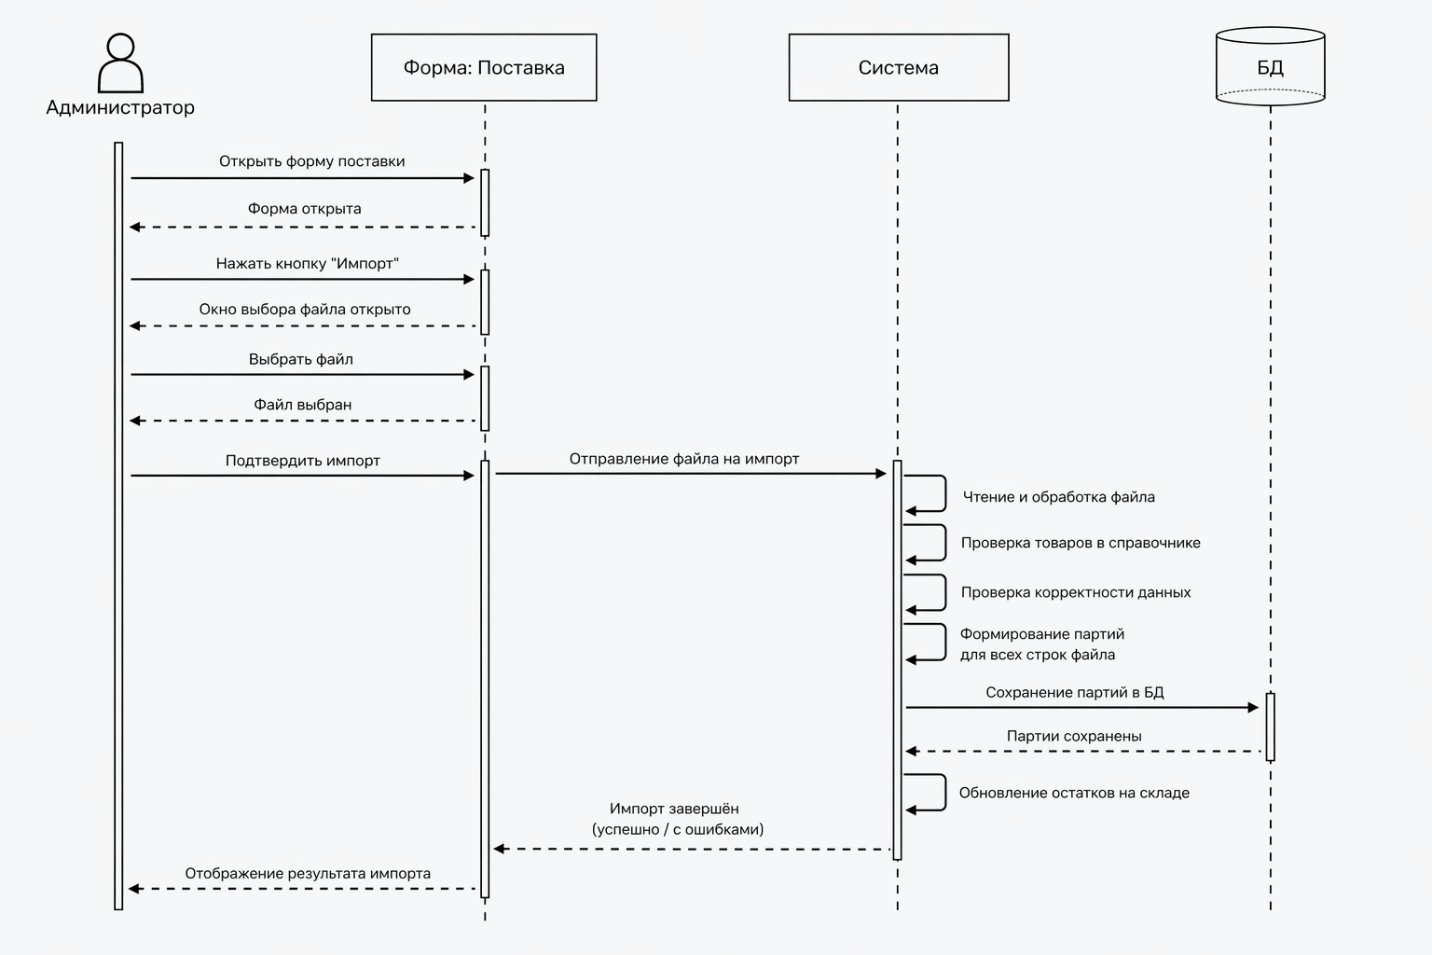 Администратор
Форма: Поставка
Система
БД
Открыть форму поставки
Форма открыта
Нажать кнопку "Импорт"
Окно выбора файла открыто
Выбрать файл
Файл выбран
Подтвердить импорт
Отправление файла на импорт
Чтение и обработка файла
Проверка товаров в справочнике
Проверка корректности данных
Формирование партий
для всех строк файла
Сохранение партий в БД
Партии сохранены
Обновление остатков на складе
Импорт завершён
(успешно / с ошибками)
Отображение результата импорта